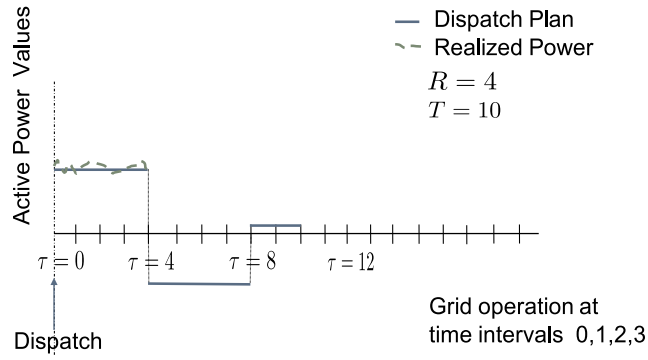 Dispatch Plan
Realized Power
R = 4
T = 10
Active Power Values
τ = 0
τ = 4
τ = 8
τ = 12
Dispatch
Grid operation at
time intervals 0,1,2,3